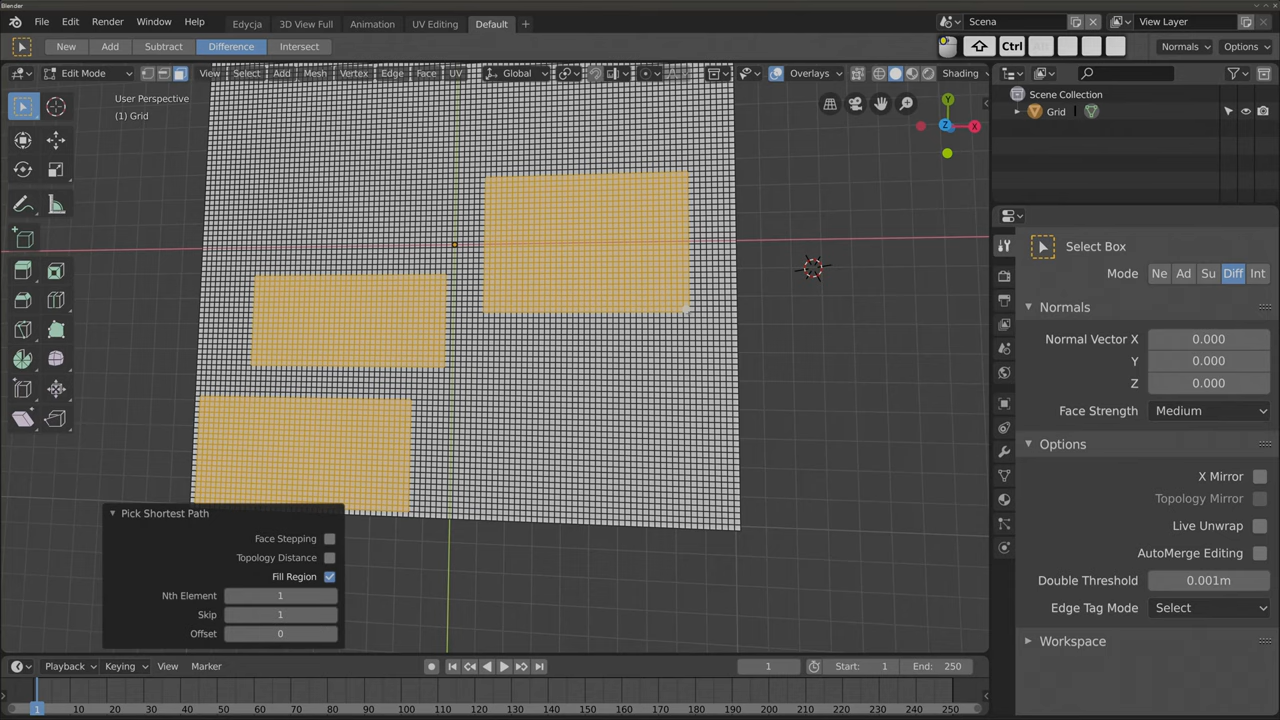 Blender
File Edit Render Window Help Edycja 3D View Full Animation UV Editing Default + Scena View Layer
New Add Subtract Difference Intersect Ctrl Alt Normals Options
Edit Mode View Select Add Mesh Vertex Edge Face UV Global Overlays Shading
User Perspective
(1) Grid
Y
Z X
Scene Collection
Grid
Select Box
Mode Ne Ad Su Diff Int
Normals
Normal Vector X 0.000
Y 0.000
Z 0.000
Face Strength Medium
Options
X Mirror
Topology Mirror
Live Unwrap
AutoMerge Editing
Double Threshold 0.001m
Edge Tag Mode Select
Workspace
Pick Shortest Path
Face Stepping
Topology Distance
Fill Region
Nth Element 1
Skip 1
Offset 0
Playback Keying View Marker 1 Start: 1 End: 250
1 10 20 30 40 50 60 70 80 90 100 110 120 130 140 150 160 170 180 190 200 210 220 230 240 250